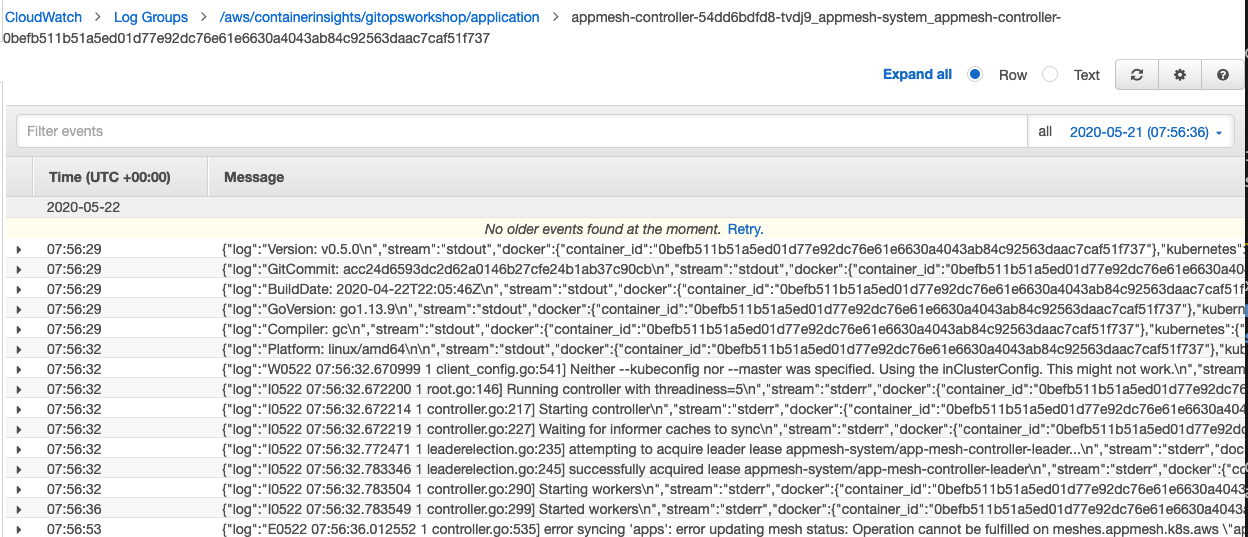 CloudWatch > Log Groups > /aws/containerinsights/gitopsworkshop/application > appmesh-controller-54dd6bdfd8-tvdj9_appmesh-system_appmesh-controller-
0befb511b51a5ed01d77e92dc76e61e6630a4043ab84c92563daac7caf51f737
Expand all Row Text
Filter events all 2020-05-21 (07:56:36)
Time (UTC +00:00) Message
2020-05-22
No older events found at the moment. Retry.
07:56:29 {"log":"Version: v0.5.0\n","stream":"stdout","docker":{"container_id":"0befb511b51a5ed01d77e92dc76e61e6630a4043ab84c92563daac7caf51f737"},"kubernetes":
07:56:29 {"log":"GitCommit: acc24d6593dc2d62a0146b27cfe24b1ab37c90cb\n","stream":"stdout","docker":{"container_id":"0befb511b51a5ed01d77e92dc76e61e6630a40
07:56:29 {"log":"BuildDate: 2020-04-22T22:05:46Z\n","stream":"stdout","docker":{"container_id":"0befb511b51a5ed01d77e92dc76e61e6630a4043ab84c92563daac7caf51f
07:56:29 {"log":"GoVersion: go1.13.9\n","stream":"stdout","docker":{"container_id":"0befb511b51a5ed01d77e92dc76e61e6630a4043ab84c92563daac7caf51f737"},"kubern
07:56:29 {"log":"Compiler: gc\n","stream":"stdout","docker":{"container_id":"0befb511b51a5ed01d77e92dc76e61e6630a4043ab84c92563daac7caf51f737"},"kubernetes":{"
07:56:32 {"log":"Platform: linux/amd64\n\n","stream":"stdout","docker":{"container_id":"0befb511b51a5ed01d77e92dc76e61e6630a4043ab84c92563daac7caf51f737"},"kub
07:56:32 {"log":"W0522 07:56:32.670999 1 client_config.go:541] Neither --kubeconfig nor --master was specified. Using the inClusterConfig. This might not work.\n","stream
07:56:32 {"log":"I0522 07:56:32.672200 1 root.go:146] Running controller with threadiness=5\n","stream":"stderr","docker":{"container_id":"0befb511b51a5ed01d77e92dc76
07:56:32 {"log":"I0522 07:56:32.672214 1 controller.go:217] Starting controller\n","stream":"stderr","docker":{"container_id":"0befb511b51a5ed01d77e92dc76e61e6630a4043
07:56:32 {"log":"I0522 07:56:32.672219 1 controller.go:227] Waiting for informer caches to sync\n","stream":"stderr","docker":{"container_id":"0befb511b51a5ed01d77e92dc
07:56:32 {"log":"I0522 07:56:32.772471 1 leaderelection.go:235] attempting to acquire leader lease appmesh-system/app-mesh-controller-leader...\n","stream":"stderr","doc
07:56:32 {"log":"I0522 07:56:32.783346 1 leaderelection.go:245] successfully acquired lease appmesh-system/app-mesh-controller-leader\n","stream":"stderr","docker":{"co
07:56:32 {"log":"I0522 07:56:32.783504 1 controller.go:290] Starting workers\n","stream":"stderr","docker":{"container_id":"0befb511b51a5ed01d77e92dc76e61e6630a4043
07:56:36 {"log":"I0522 07:56:32.783549 1 controller.go:299] Started workers\n","stream":"stderr","docker":{"container_id":"0befb511b51a5ed01d77e92dc76e61e6630a4043a
07:56:53 {"log":"E0522 07:56:36.012552 1 controller.go:535] error syncing 'apps': error updating mesh status: Operation cannot be fulfilled on meshes.appmesh.k8s.aws \"ap